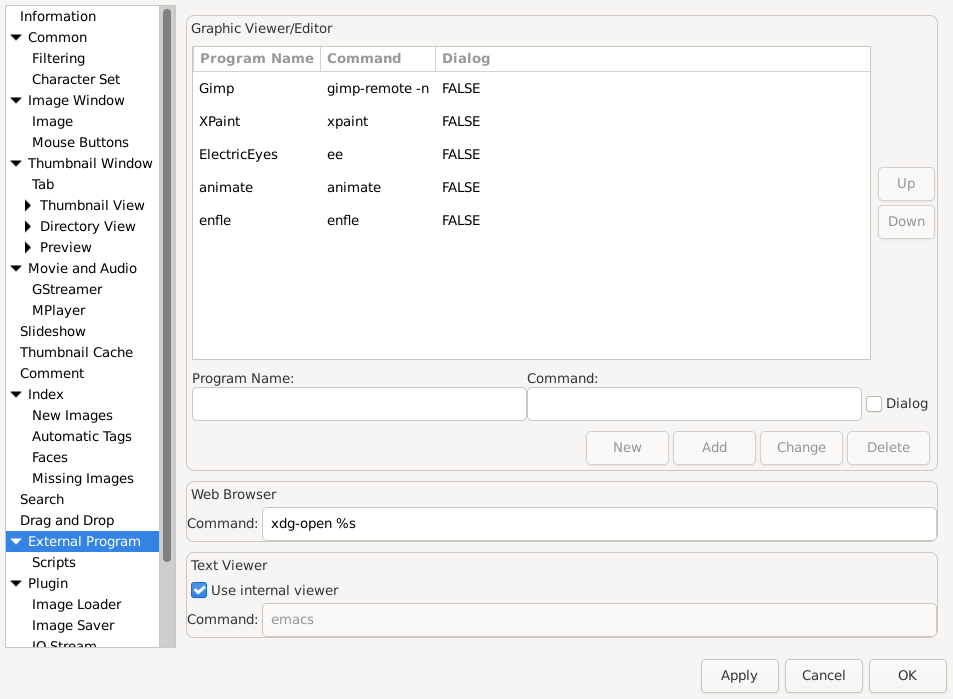 Information
Common
Filtering
Character Set
Image Window
Image
Mouse Buttons
Thumbnail Window
Tab
Thumbnail View
Directory View
Preview
Movie and Audio
GStreamer
MPlayer
Slideshow
Thumbnail Cache
Comment
Index
New Images
Automatic Tags
Faces
Missing Images
Search
Drag and Drop
External Program
Scripts
Plugin
Image Loader
Image Saver
IO Stream
Graphic Viewer/Editor
Program Name Command Dialog
Gimp gimp-remote -n FALSE
XPaint xpaint FALSE
ElectricEyes ee FALSE
animate animate FALSE
enfle enfle FALSE
Up
Down
Program Name: Command:
Dialog
New Add Change Delete
Web Browser
Command: xdg-open %s
Text Viewer
Use internal viewer
Command: emacs
Apply Cancel OK